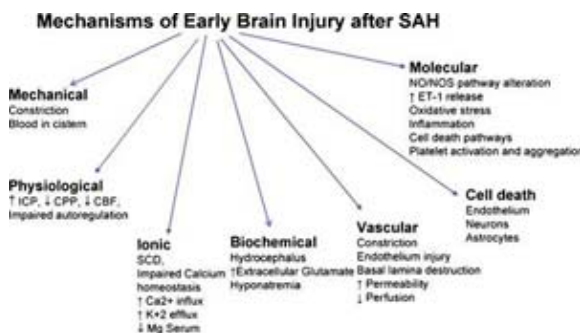 Mechanisms of Early Brain Injury after SAH
Mechanical
Constriction
Blood in cistern
Physiological
↑ ICP, ↓ CPP, ↓ CBF,
Impaired autoregulation
Ionic
SCD,
Impaired Calcium
homeostasis
↑ Ca2+ influx
↑ K+2 efflux
↓ Mg Serum
Biochemical
Hydrocephalus
↑Extracellular Glutamate
Hyponatremia
Vascular
Constriction
Endothelium injury
Basal lamina destruction
↑ Permeability
↓ Perfusion
Cell death
Endothelium
Neurons
Astrocytes
Molecular
NO/NOS pathway alteration
↑ ET-1 release
Oxidative stress
Inflammation
Cell death pathways
Platelet activation and aggregation